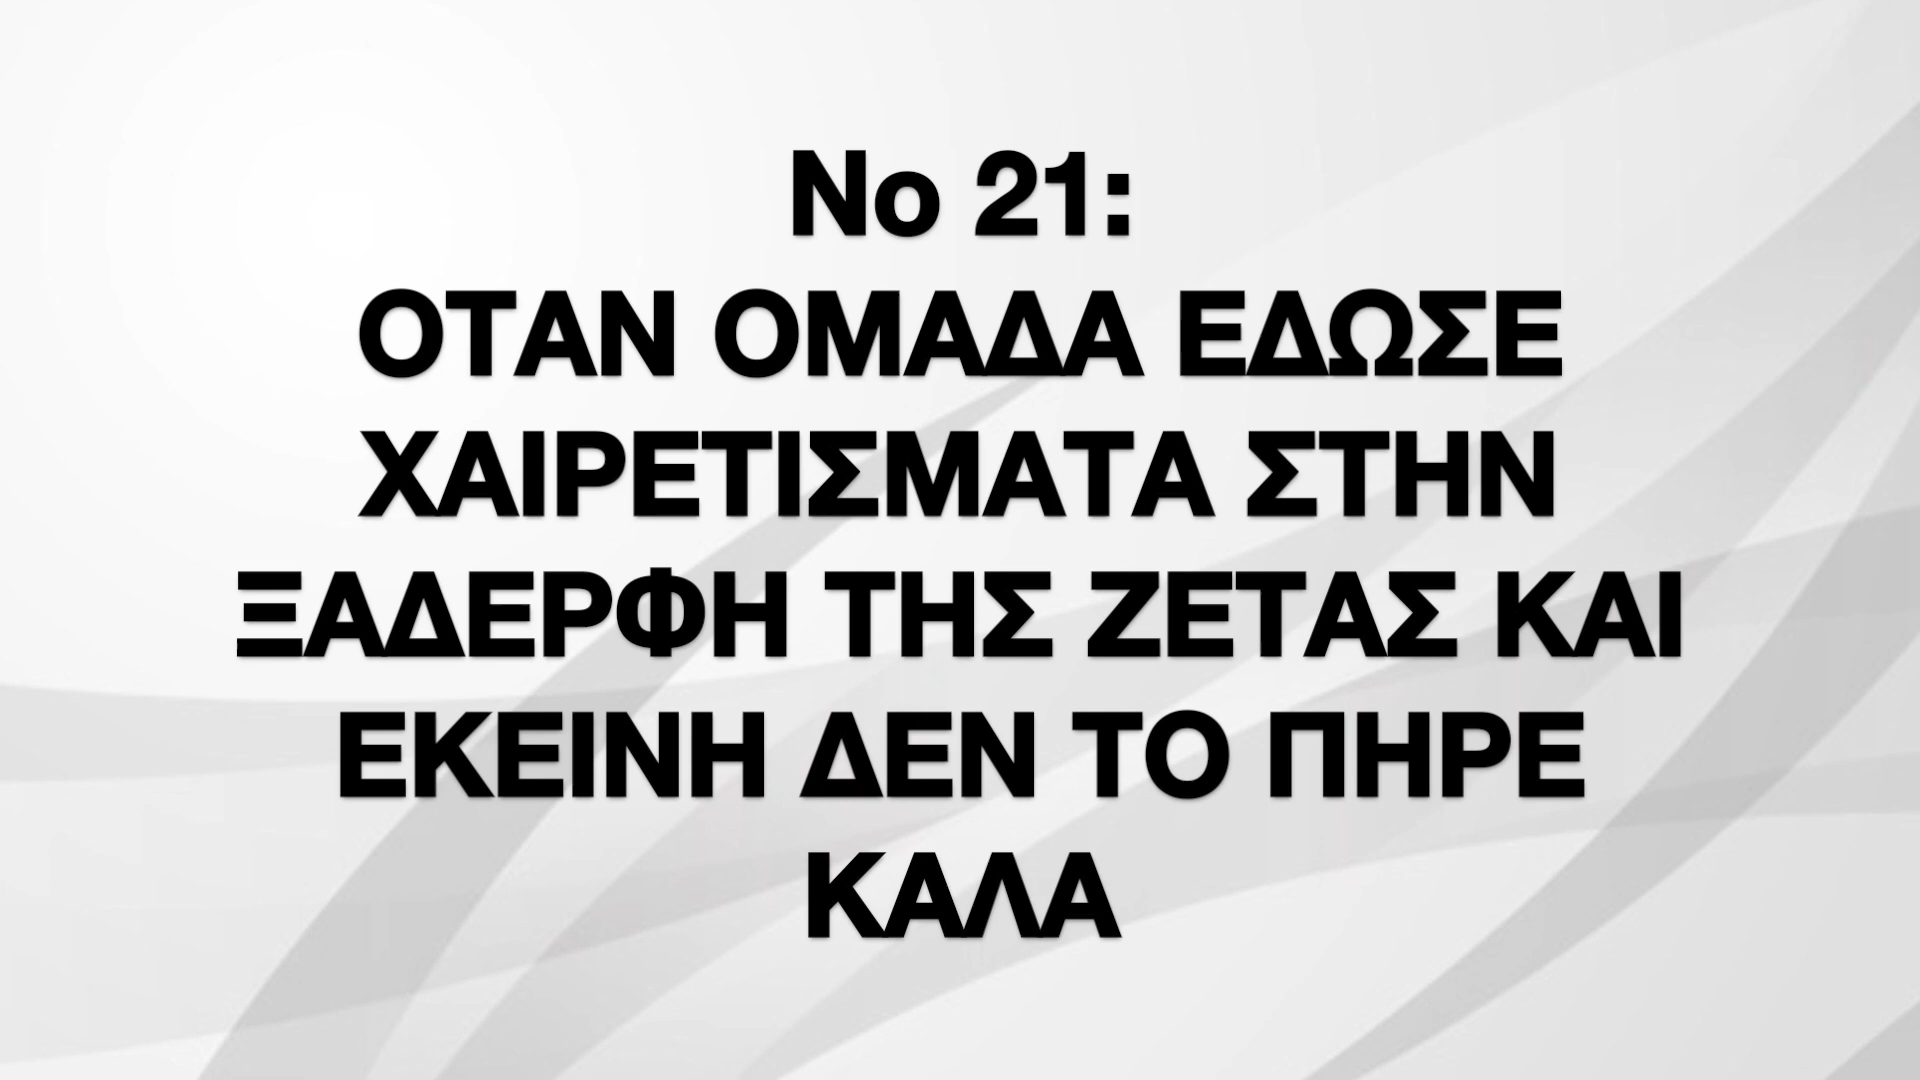 Νο 21:
ΟΤΑΝ ΟΜΑΔΑ ΕΔΩΣΕ
ΧΑΙΡΕΤΙΣΜΑΤΑ ΣΤΗΝ
ΞΑΔΕΡΦΗ ΤΗΣ ΖΕΤΑΣ ΚΑΙ
ΕΚΕΙΝΗ ΔΕΝ ΤΟ ΠΗΡΕ
ΚΑΛΑ